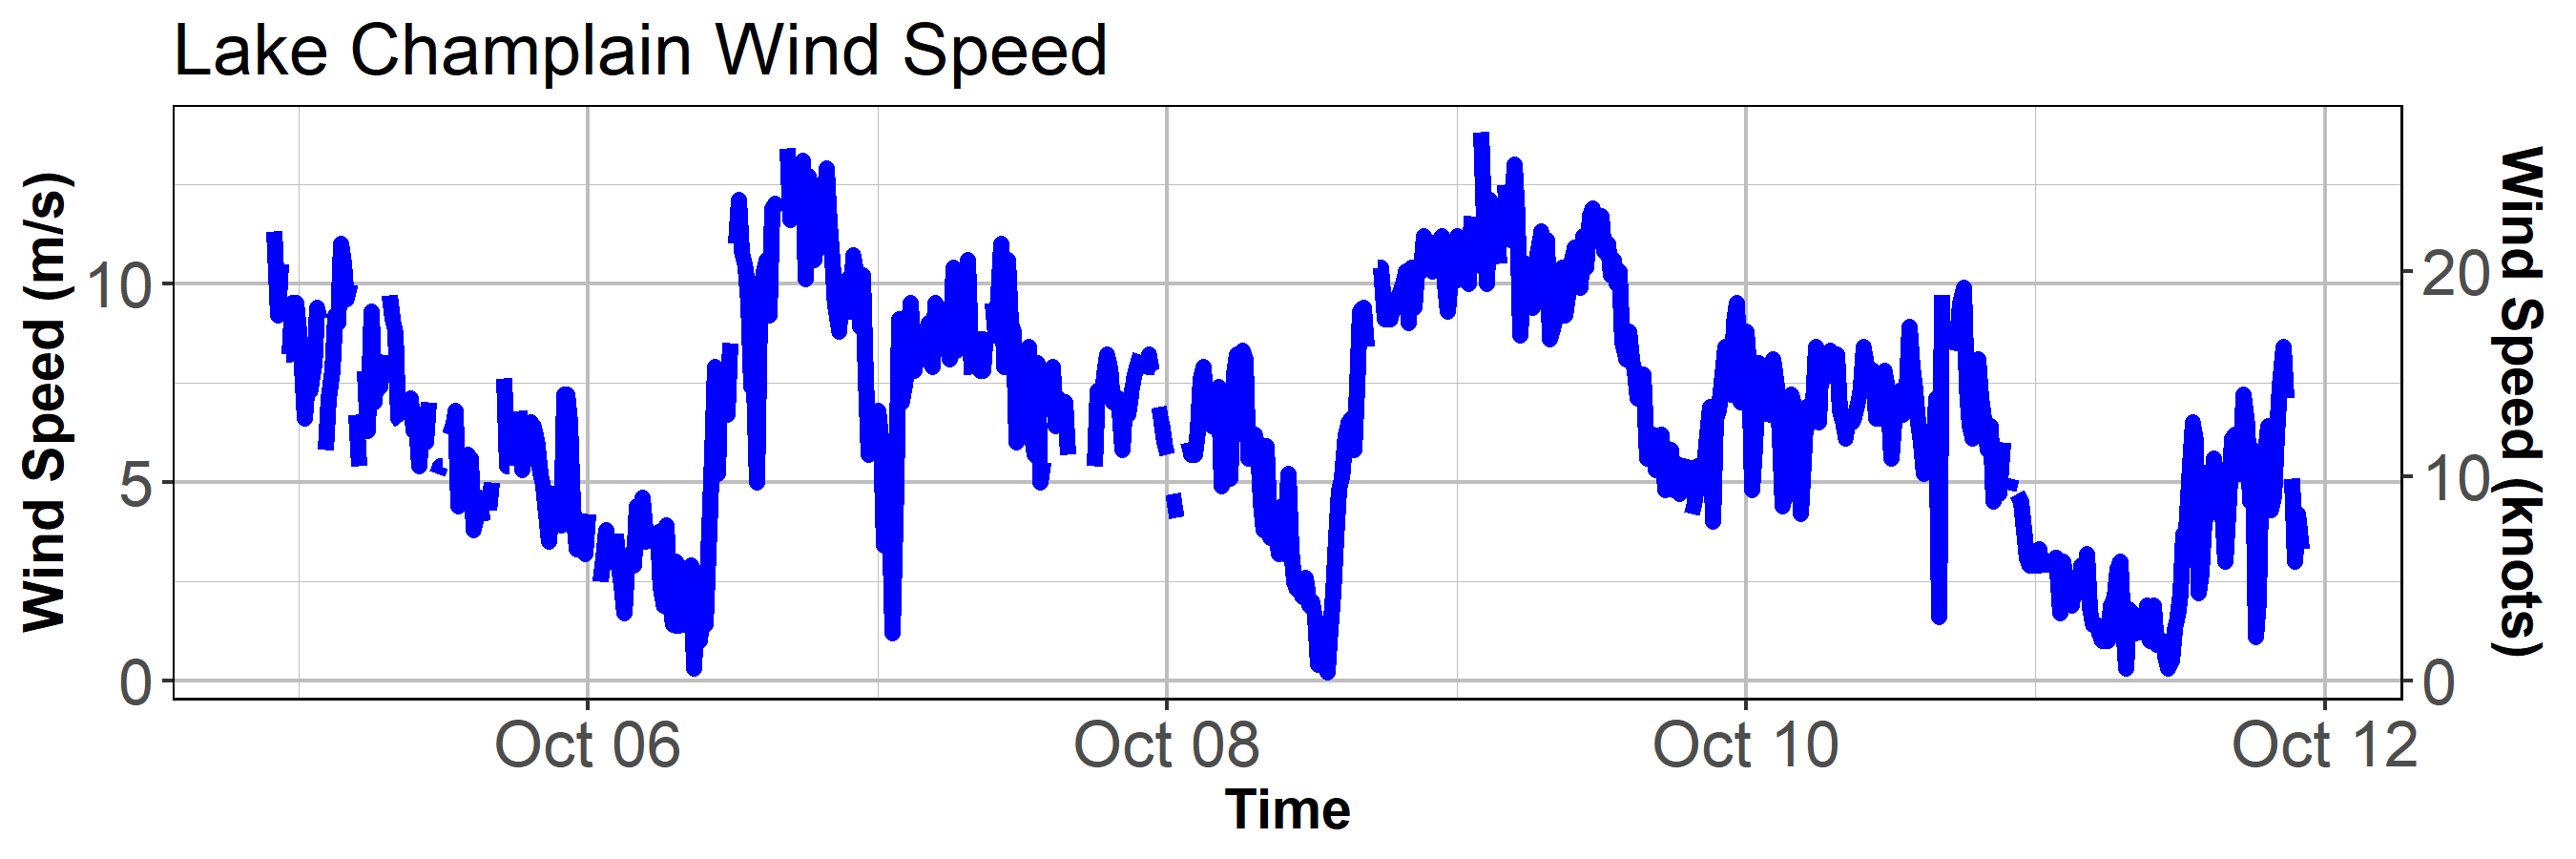 Lake Champlain Wind Speed
Wind Speed (m/s)
10
5
0
20
10
0
Wind Speed (knots)
Oct 06
Oct 08
Oct 10
Oct 12
Time